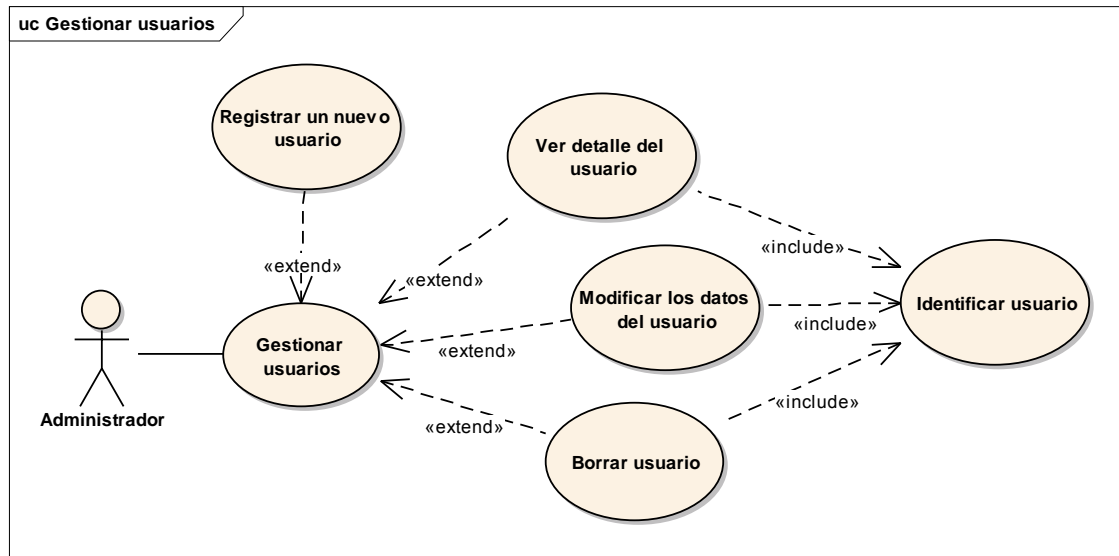 uc Gestionar usuarios
Registrar un nuevo
usuario
Ver detalle del
usuario
«include»
«extend»
«extend»
Modificar los datos
del usuario
Identificar usuario
«include»
Gestionar
usuarios
«extend»
Administrador
«include»
«extend»
Borrar usuario